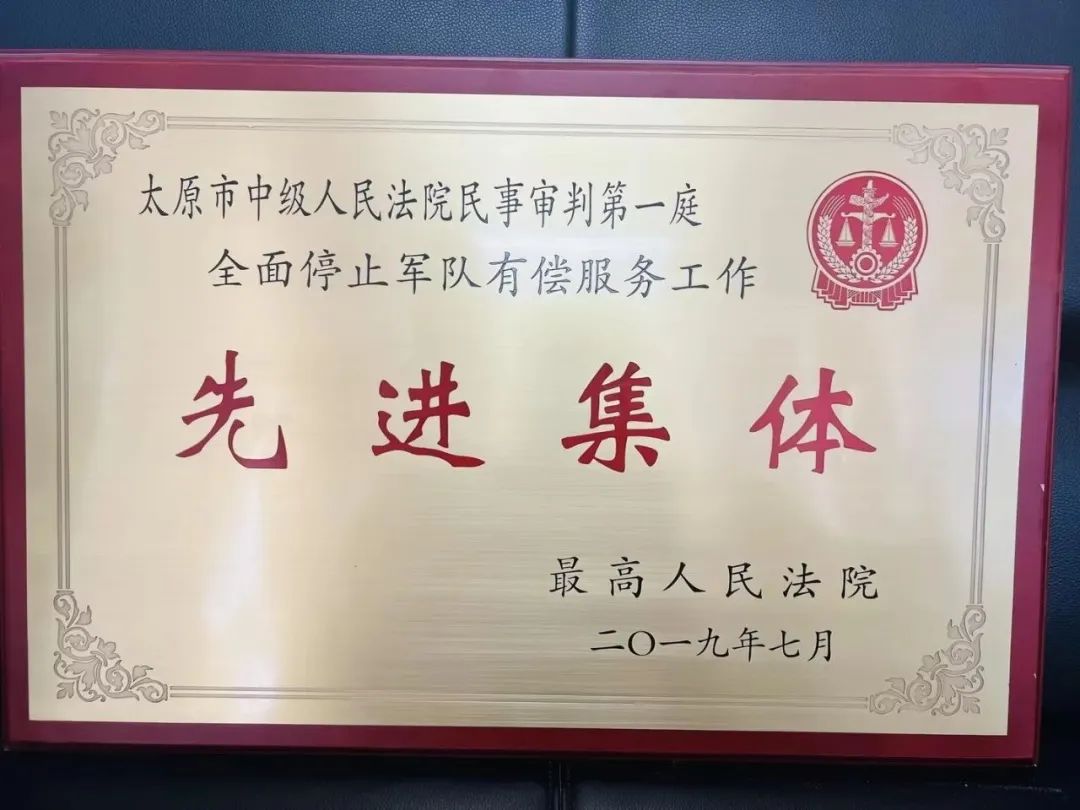 太原市中级人民法院民事审判第一庭
全面停止军队有偿服务工作
先进集体
最高人民法院
二〇一九年七月